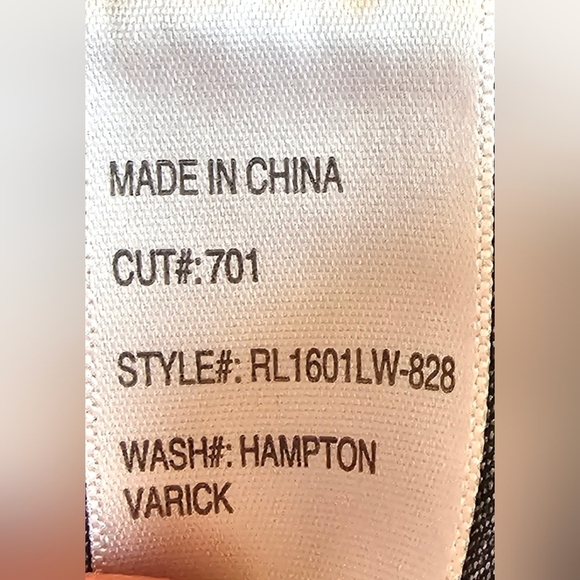 MADE IN CHINA
CUT#: 701
STYLE#: RL1601LW-828
WASH#: HAMPTON
VARICK